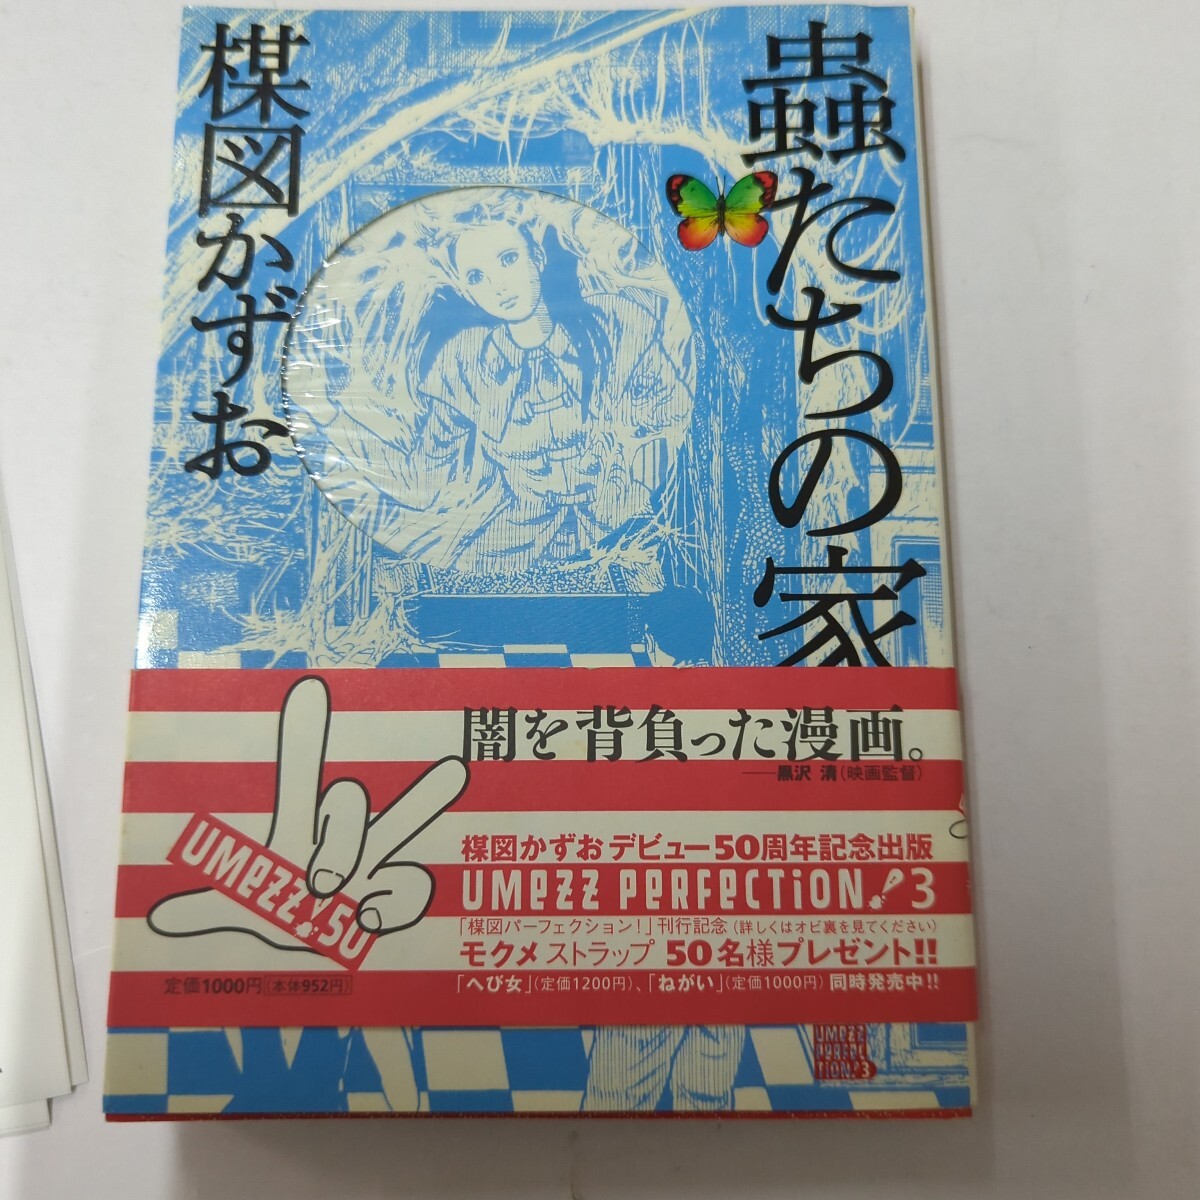 蟲たちの家
楳図かずお
闇を背負った漫画。
──黒沢 清(映画監督)
楳図かずおデビュー50周年記念出版
UMEZZ PERFECTiON!3
「楳図パーフェクション!」刊行記念(詳しくはオビ裏を見てください)
モクメストラップ 50名様プレゼント!!
「へび女」(定価1200円)、「ねがい」(定価1000円)同時発売中!!
UMEZZ!50
定価1000円(本体952円)
UMEZZ
PERFEC
TION!3